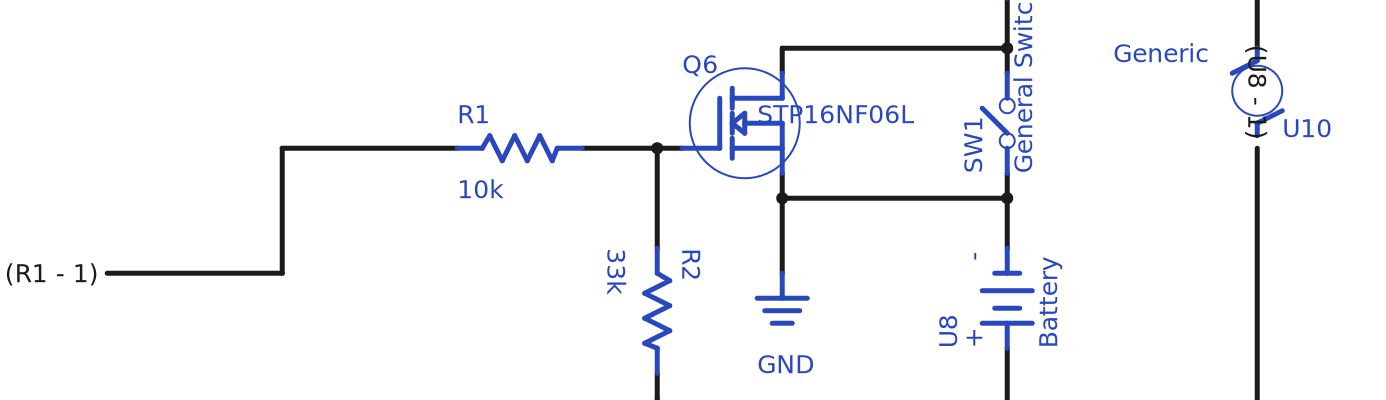 Q6
STP16NF06L
R1
10k
(R1 - 1)
33k
R2
GND
SW1
General Switc
-
+
U8
Battery
Generic
(U8 - 1)
U10